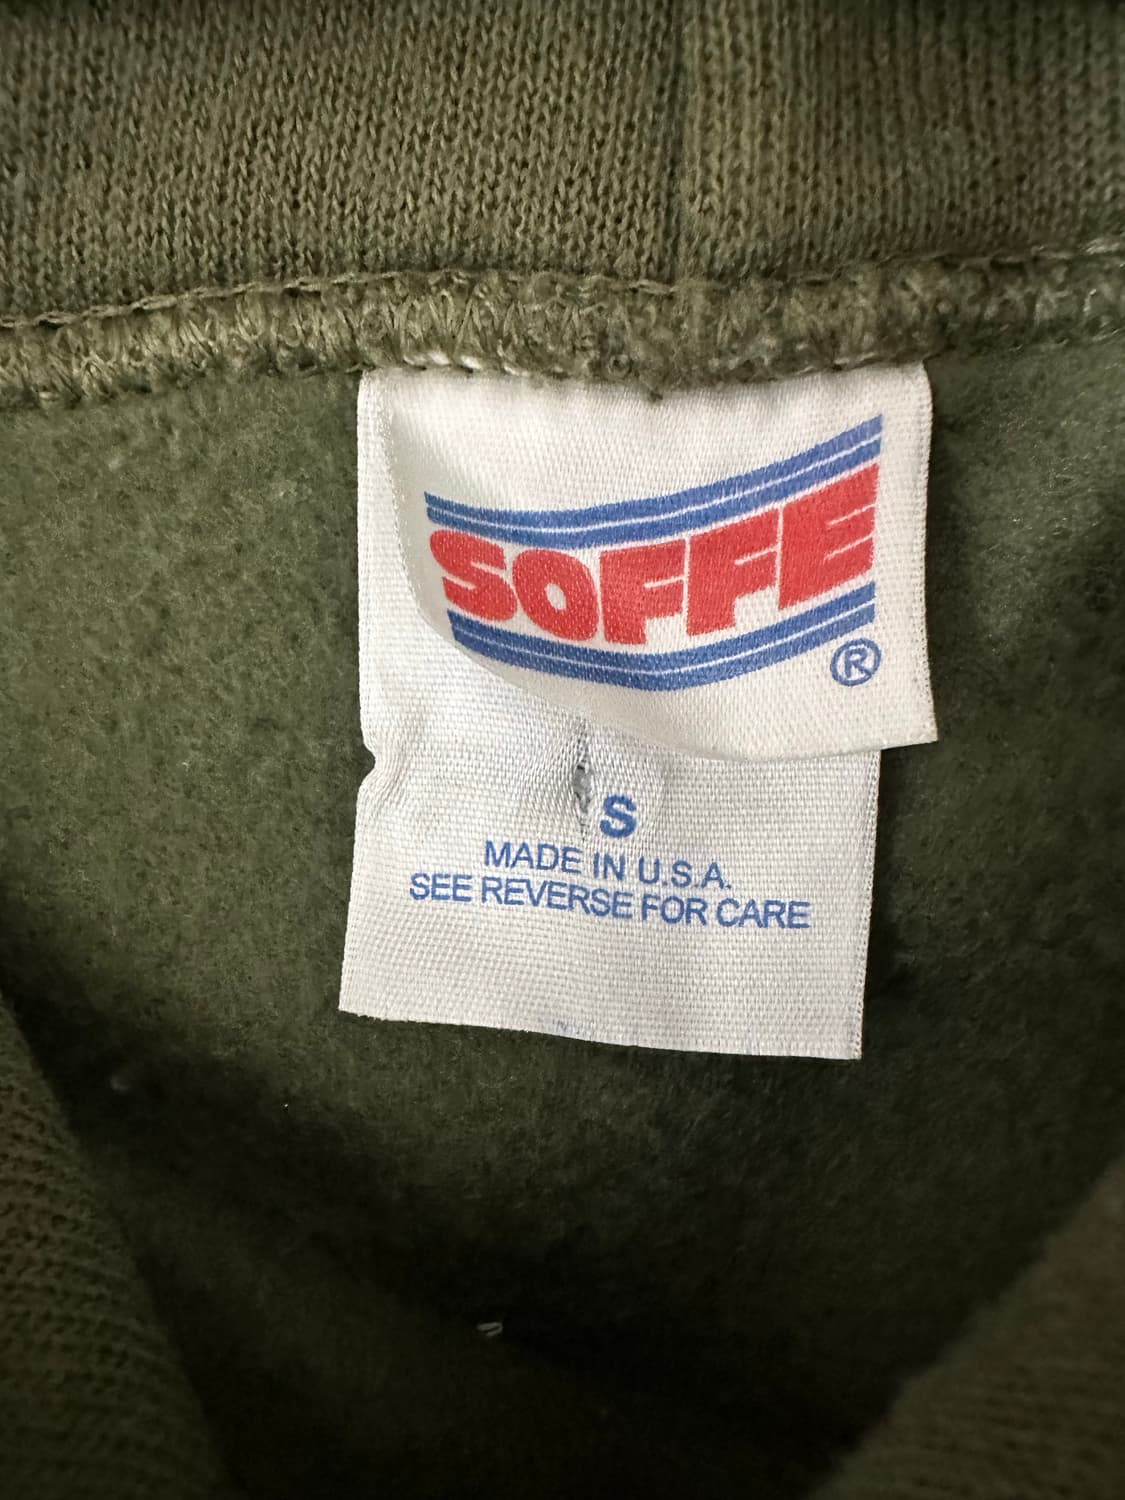 SOFFE
®
S
MADE IN U.S.A.
SEE REVERSE FOR CARE